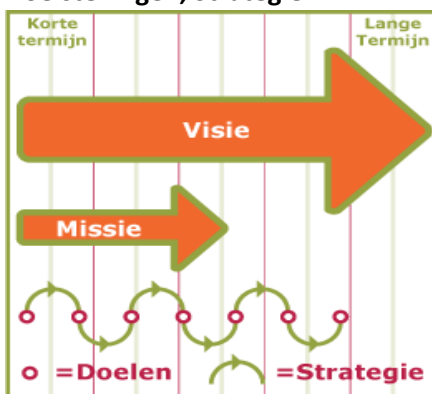 Korte
termijn
Lange
Termijn
Visie
Missie
=Doelen
=Strategie